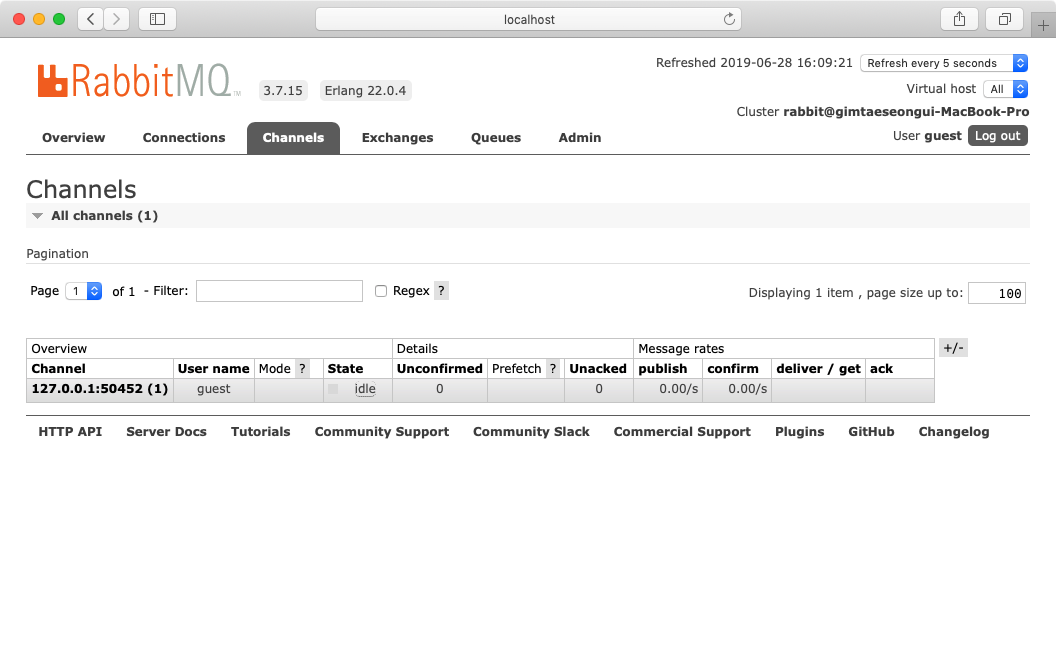 localhost
RabbitMQ™ 3.7.15 Erlang 22.0.4
Refreshed 2019-06-28 16:09:21 Refresh every 5 seconds
Virtual host All
Cluster rabbit@gimtaeseongui-MacBook-Pro
User guest Log out
Overview Connections Channels Exchanges Queues Admin
Channels
All channels (1)
Pagination
Page 1 of 1 - Filter: Regex ? Displaying 1 item , page size up to: 100
Overview Details Message rates +/-
Channel User name Mode ? State Unconfirmed Prefetch ? Unacked publish confirm deliver / get ack
127.0.0.1:50452 (1) guest idle 0 0 0.00/s 0.00/s
HTTP API Server Docs Tutorials Community Support Community Slack Commercial Support Plugins GitHub Changelog